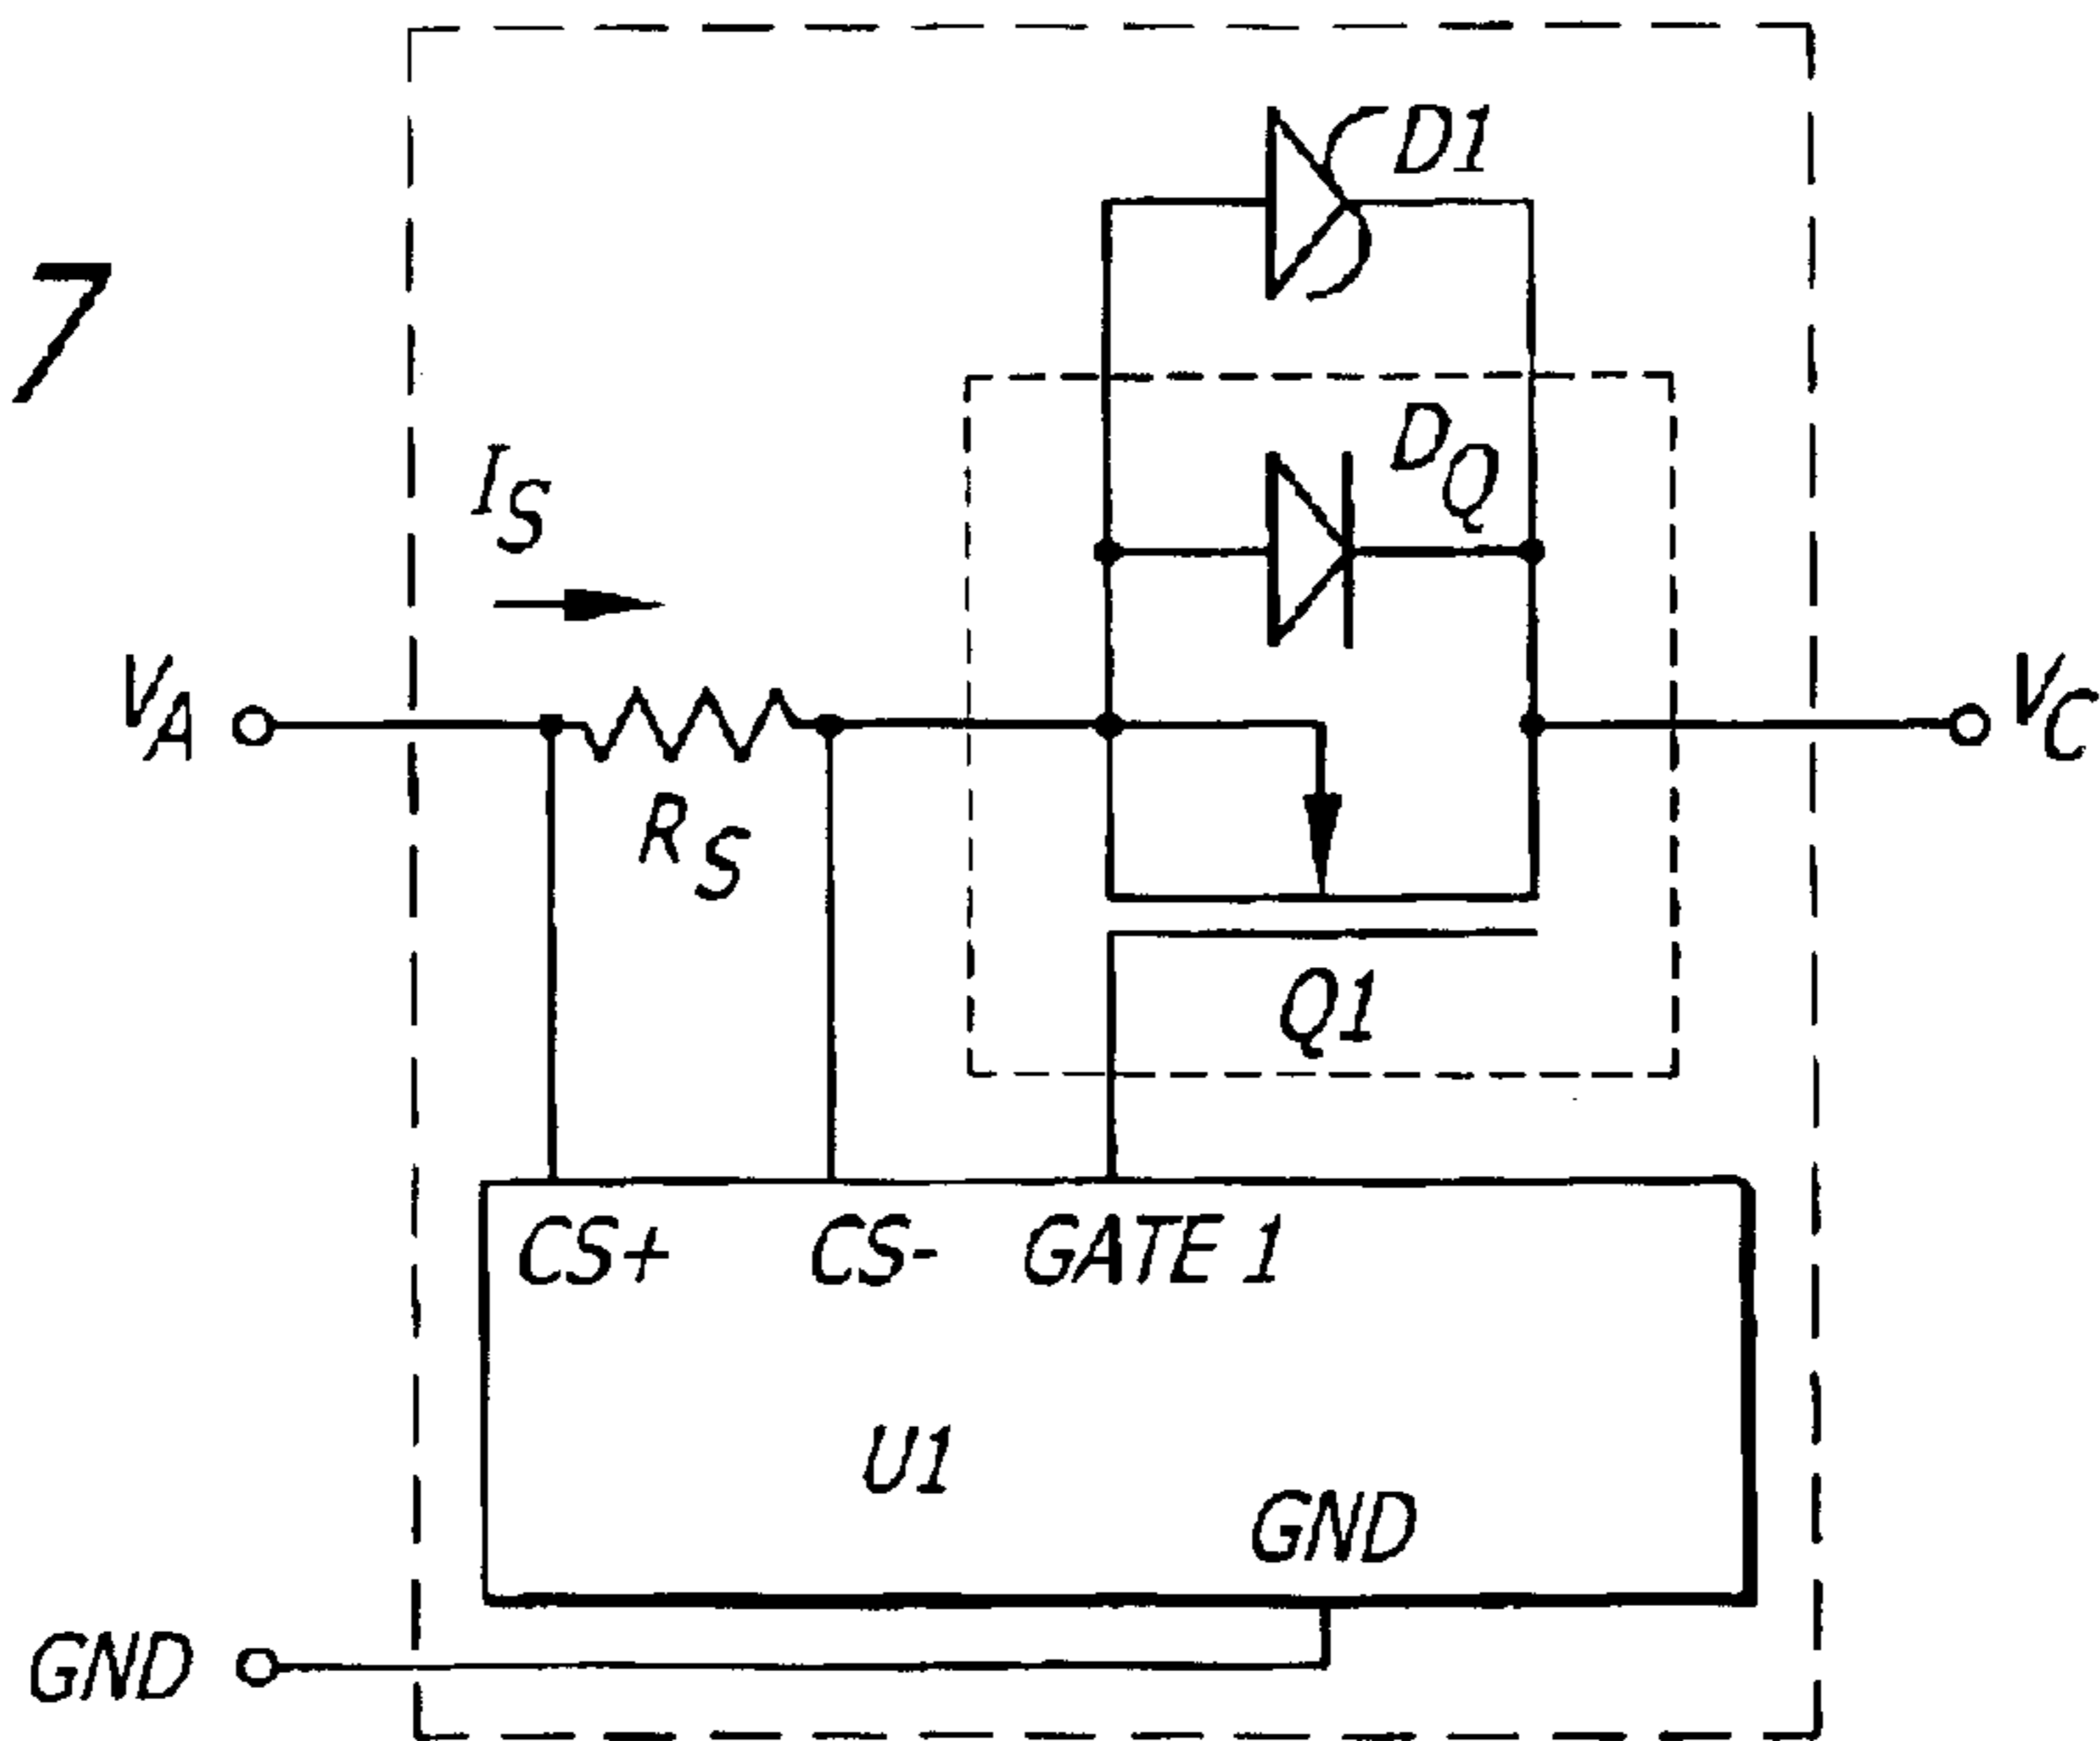 7
D1
DQ
IS
VA
VC
RS
Q1
CS+ CS- GATE 1
U1
GND
GND